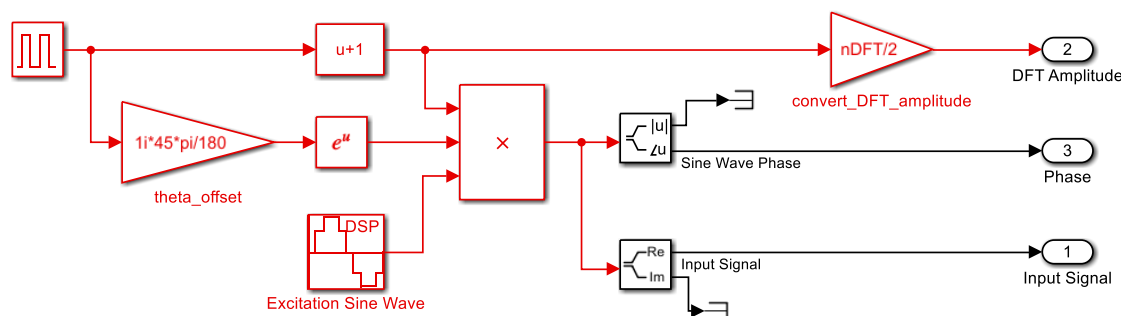 u+1
nDFT/2
2
DFT Amplitude
convert_DFT_amplitude
1i*45*pi/180
theta_offset
e^u
×
|u|
∠u
Sine Wave Phase
3
Phase
DSP
Excitation Sine Wave
Re
Im
Input Signal
1
Input Signal